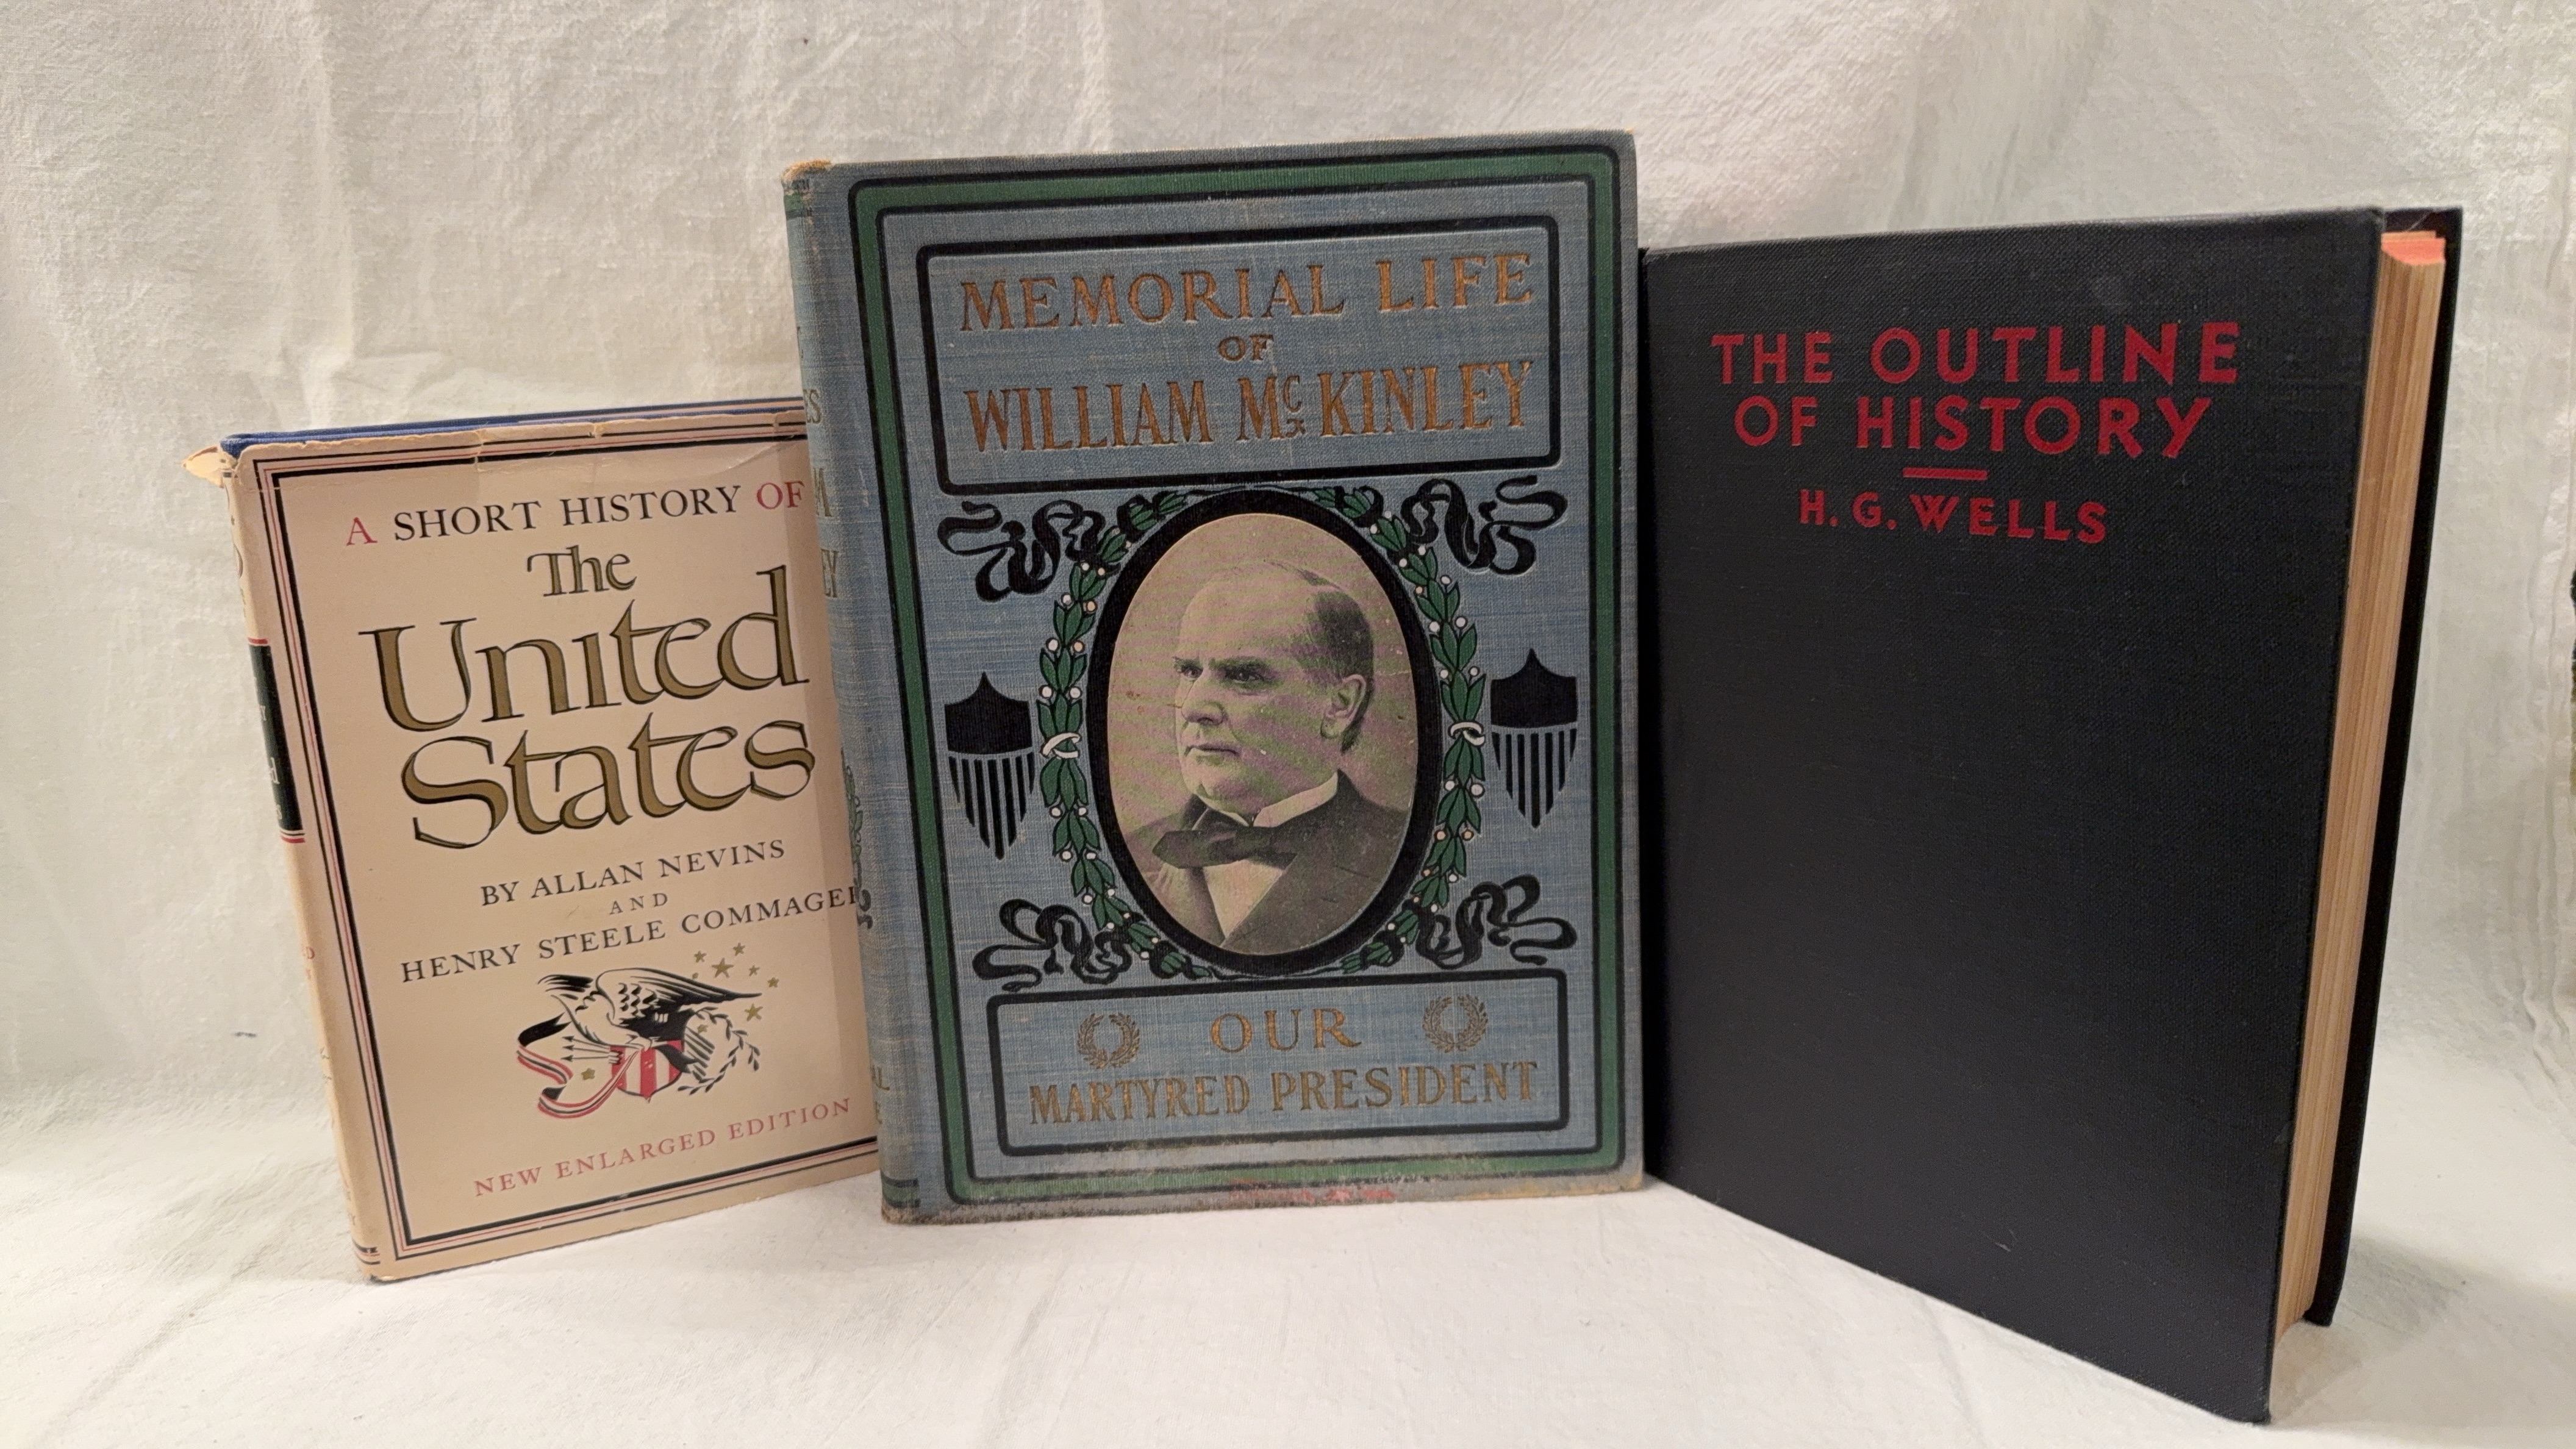 A SHORT HISTORY OF
The
United
States
BY ALLAN NEVINS
AND
HENRY STEELE COMMAGER
NEW ENLARGED EDITION
MEMORIAL LIFE
OF
WILLIAM McKINLEY
OUR
MARTYRED PRESIDENT
THE OUTLINE
OF HISTORY
H. G. WELLS